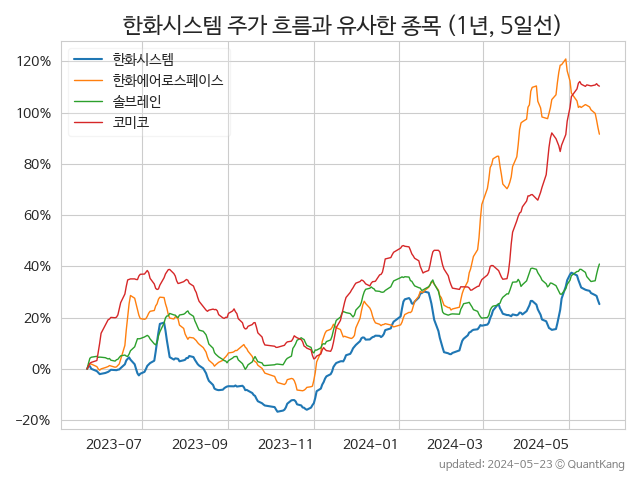 한화시스템 주가 흐름과 유사한 종목 (1년, 5일선)
한화시스템
한화에어로스페이스
솔브레인
코미코
120%
100%
80%
60%
40%
20%
0%
−20%
2023-07
2023-09
2023-11
2024-01
2024-03
2024-05
updated: 2024-05-23 © QuantKang